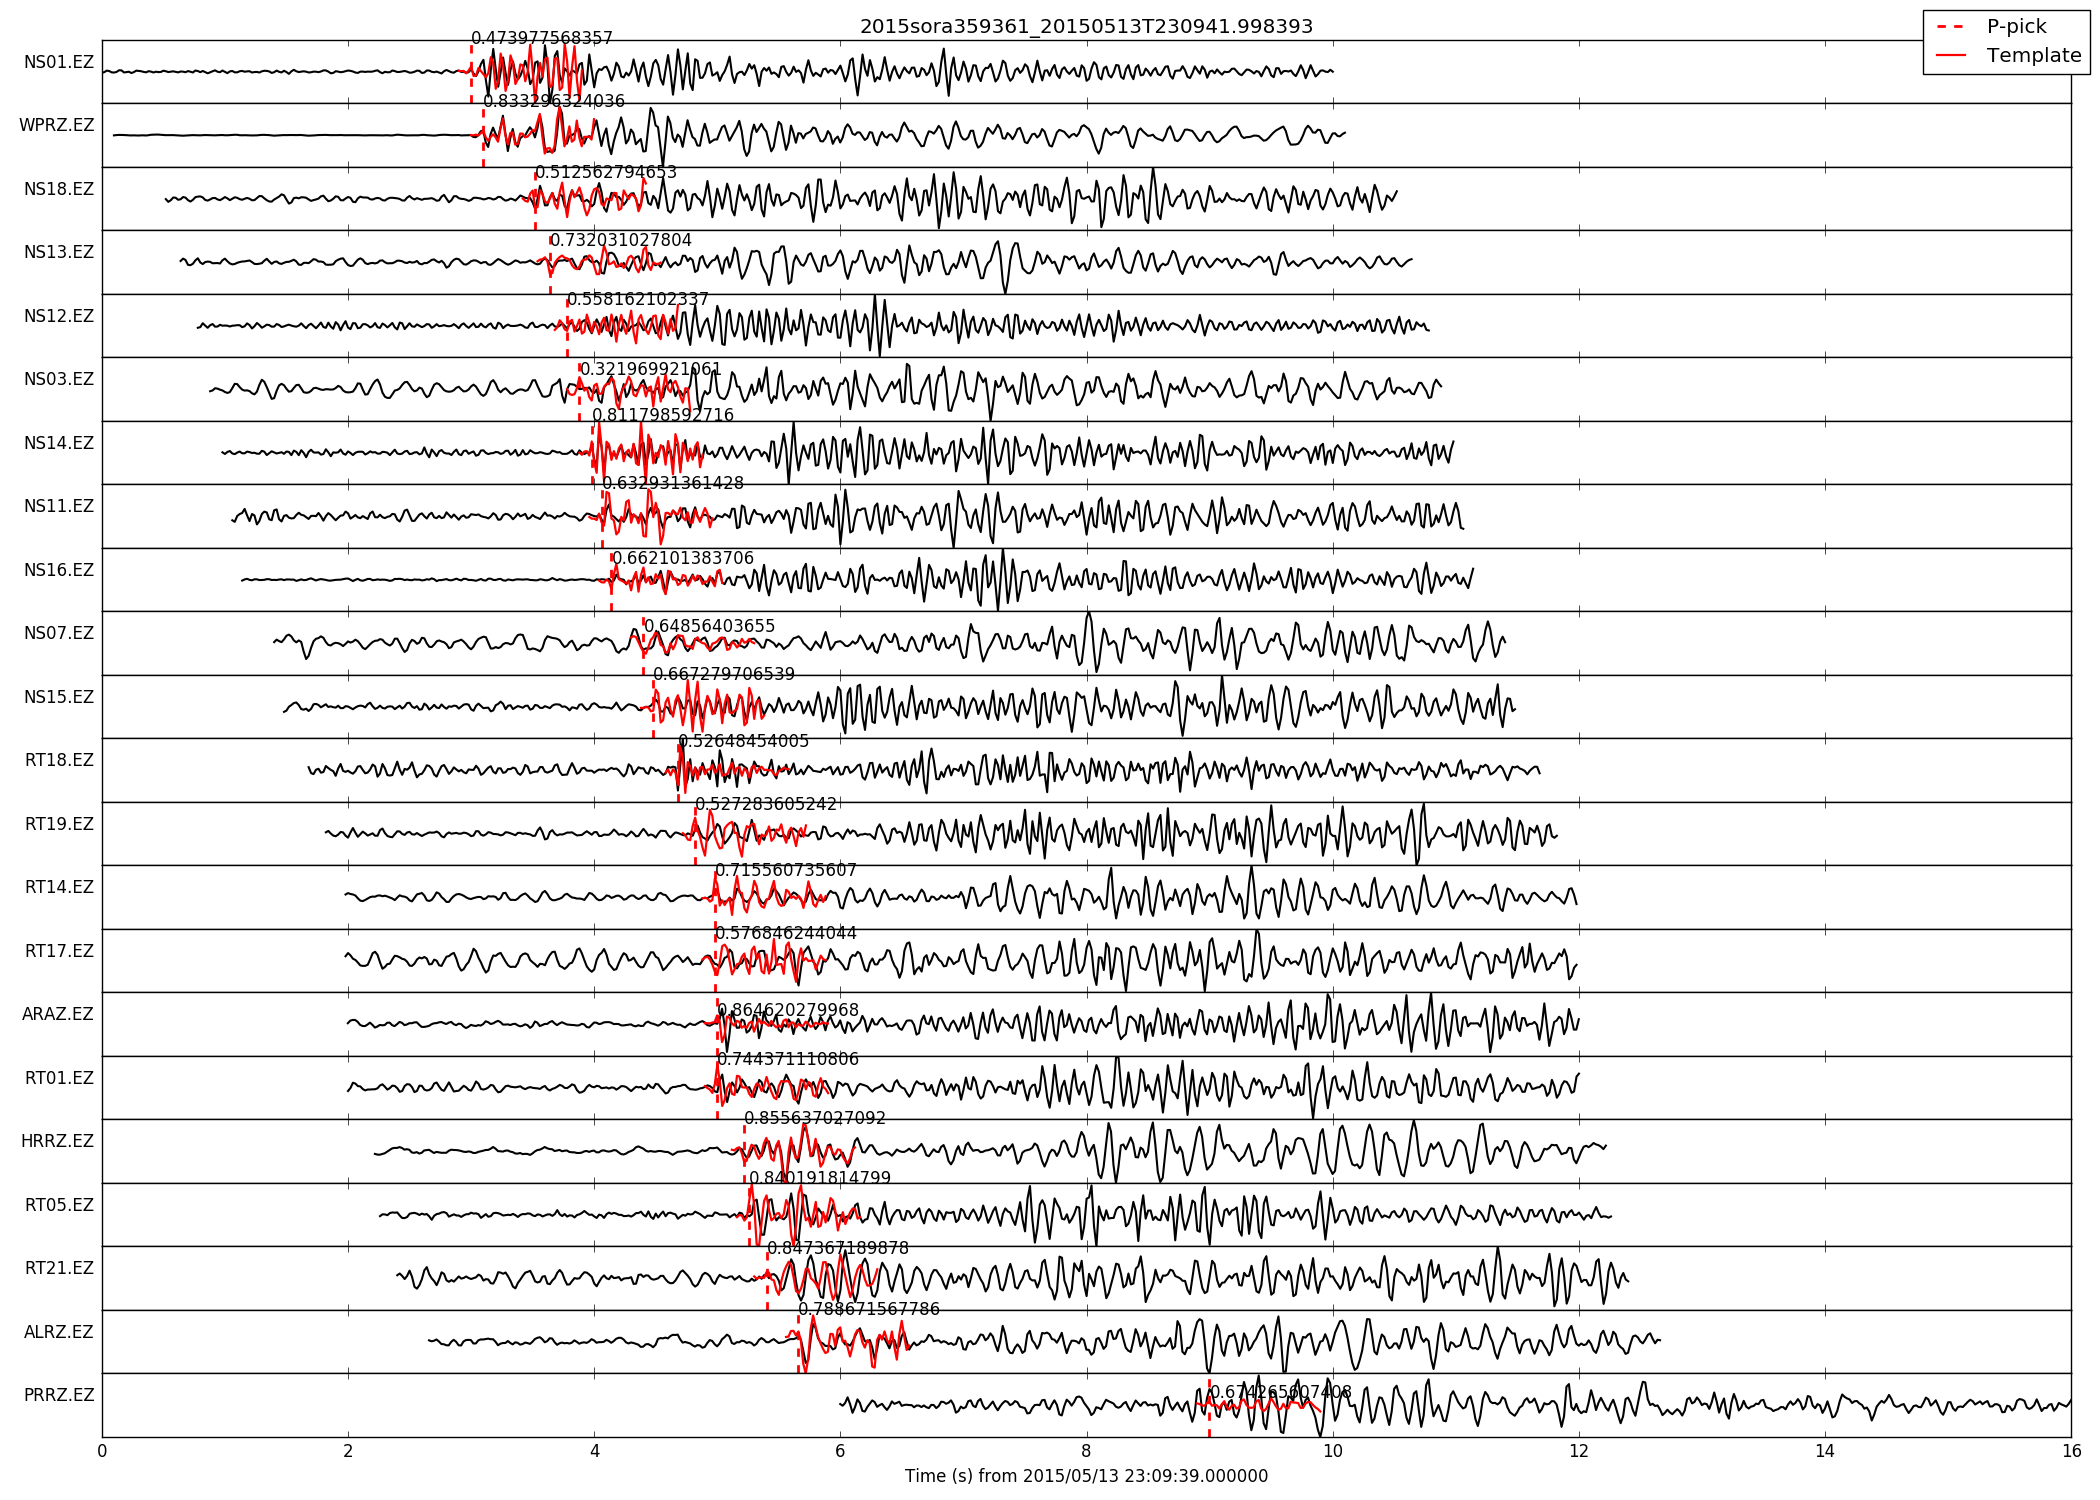 2015sora359361_20150513T230941.998393
P-pick
Template
NS01.EZ 0.473977568357
WPRZ.EZ 0.833296324036
NS18.EZ 0.512562794653
NS13.EZ 0.732031027804
NS12.EZ 0.558162102337
NS03.EZ 0.321969921061
NS14.EZ 0.811798592716
NS11.EZ 0.632931361428
NS16.EZ 0.662101383706
NS07.EZ 0.64856403655
NS15.EZ 0.667279706539
RT18.EZ 0.52648454005
RT19.EZ 0.527283605242
RT14.EZ 0.715560735607
RT17.EZ 0.576846244044
ARAZ.EZ 0.864620279968
RT01.EZ 0.744371110806
HRRZ.EZ 0.855637027092
RT05.EZ 0.840191814799
RT21.EZ 0.847367189878
ALRZ.EZ 0.788671567786
PRRZ.EZ 0.674265607408
0 2 4 6 8 10 12 14 16
Time (s) from 2015/05/13 23:09:39.000000